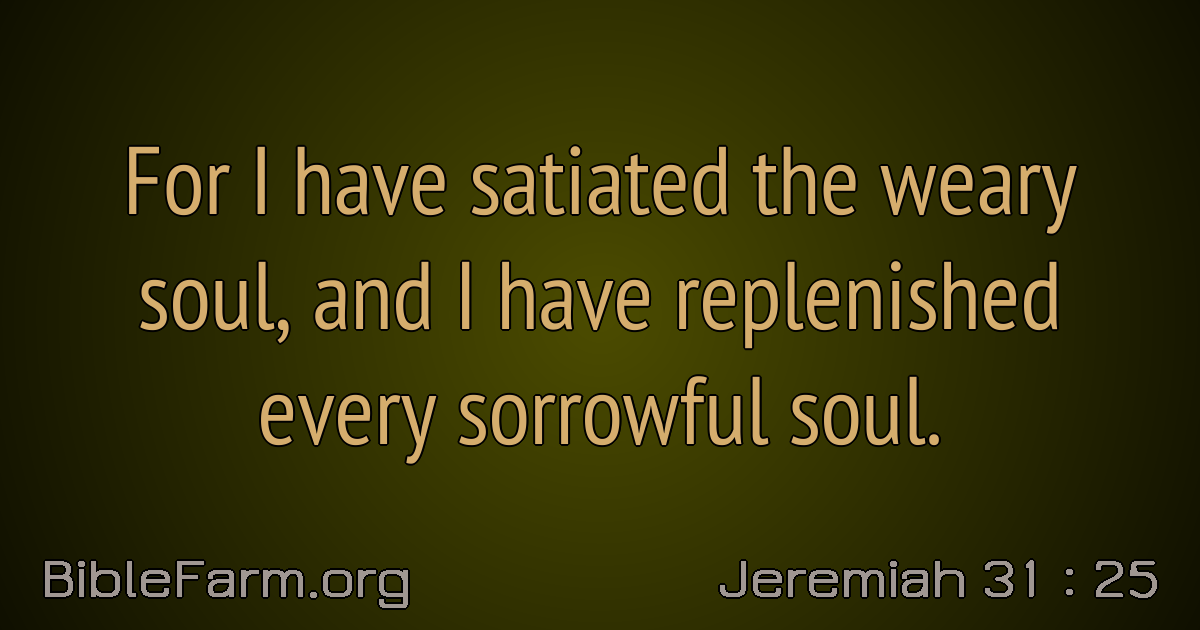 For I have satiated the weary
soul, and I have replenished
every sorrowful soul.
BibleFarm.org
Jeremiah 31 : 25